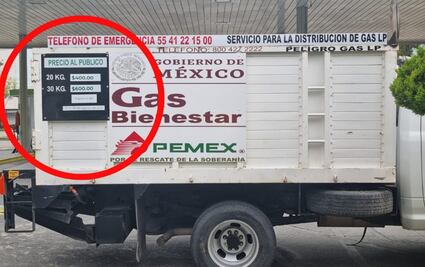 TELEFONO DE EMERGENCIA 55 41 22 15 00
SERVICIO PARA LA DISTRIBUCION DE GAS LP
TELEFONO: 800 427 2222
PELIGRO GAS LP
PRECIO AL PUBLICO
20 KG. $400.00
30 KG. $600.00
GOBIERNO DE
MÉXICO
Gas
Bienestar
PEMEX
POR EL RESCATE DE LA SOBERANÍA